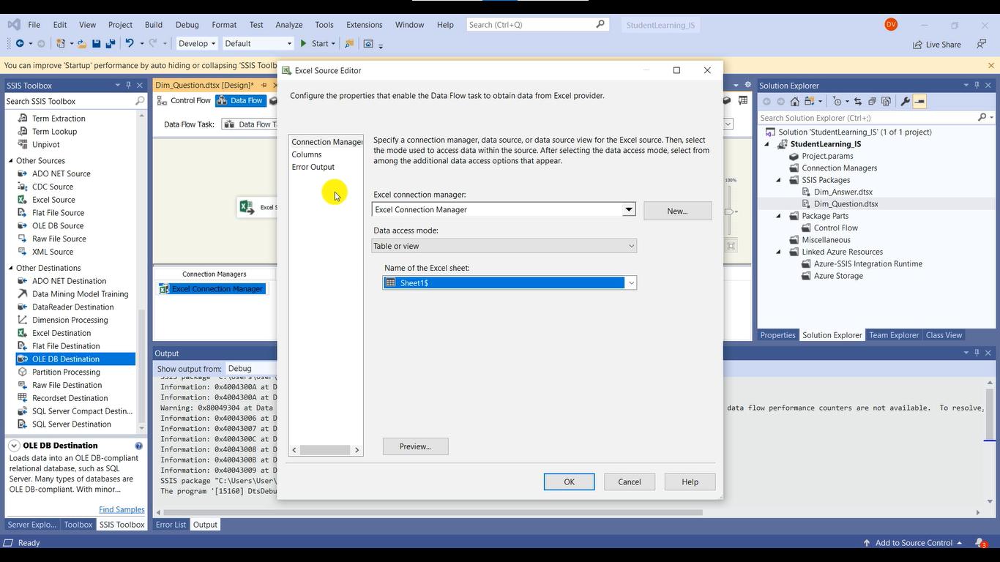 File Edit View Project Build Debug Format Test Analyze Tools Extensions Window Help Search (Ctrl+Q) StudentLearning_IS DV
Develop Default Start Live Share
You can improve 'Startup' performance by auto hiding or collapsing 'SSIS Toolb
SSIS Toolbox
Search SSIS Toolbox
Term Extraction
Term Lookup
Unpivot
Other Sources
ADO NET Source
CDC Source
Excel Source
Flat File Source
OLE DB Source
Raw File Source
XML Source
Other Destinations
ADO NET Destination
Data Mining Model Training
DataReader Destination
Dimension Processing
Excel Destination
Flat File Destination
OLE DB Destination
Partition Processing
Raw File Destination
Recordset Destination
SQL Server Compact Destin...
SQL Server Destination
OLE DB Destination
Loads data into an OLE DB-compliant
relational database, such as SQL
Server. Many types of databases are
OLE DB-compliant. With minor...
Find Samples
Server Explo... Toolbox SSIS Toolbox
Dim_Question.dtsx [Design]*
Control Flow Data Flow
Data Flow Task: Data Flow T
Excel S
100%
Connection Managers
Excel Connection Manager
Excel Source Editor
Configure the properties that enable the Data Flow task to obtain data from Excel provider.
Connection Manager
Columns
Error Output
Specify a connection manager, data source, or data source view for the Excel source. Then, select
the mode used to access data within the source. After selecting the data access mode, select from
among the additional data access options that appear.
Excel connection manager:
Excel Connection Manager New...
Data access mode:
Table or view
Name of the Excel sheet:
Sheet1$
Preview...
OK Cancel Help
Output
Show output from: Debug
SSIS package "C:\Users\User\
Information: 0x4004300A at D
Information: 0x4004300A at D
Warning: 0x80049304 at Data data flow performance counters are not available. To resolve,
Information: 0x40043006 at D
Information: 0x40043007 at D
Information: 0x4004300C at D
Information: 0x40043008 at D
Information: 0x4004300B at D
Information: 0x40043009 at D
SSIS package "C:\Users\User\
The program '[15160] DtsDebu
Error List Output
Solution Explorer
Search Solution Explorer (Ctrl+;)
Solution 'StudentLearning_IS' (1 of 1 project)
StudentLearning_IS
Project.params
Connection Managers
SSIS Packages
Dim_Answer.dtsx
Dim_Question.dtsx
Package Parts
Control Flow
Miscellaneous
Linked Azure Resources
Azure-SSIS Integration Runtime
Azure Storage
Properties Solution Explorer Team Explorer Class View
Ready Add to Source Control 3